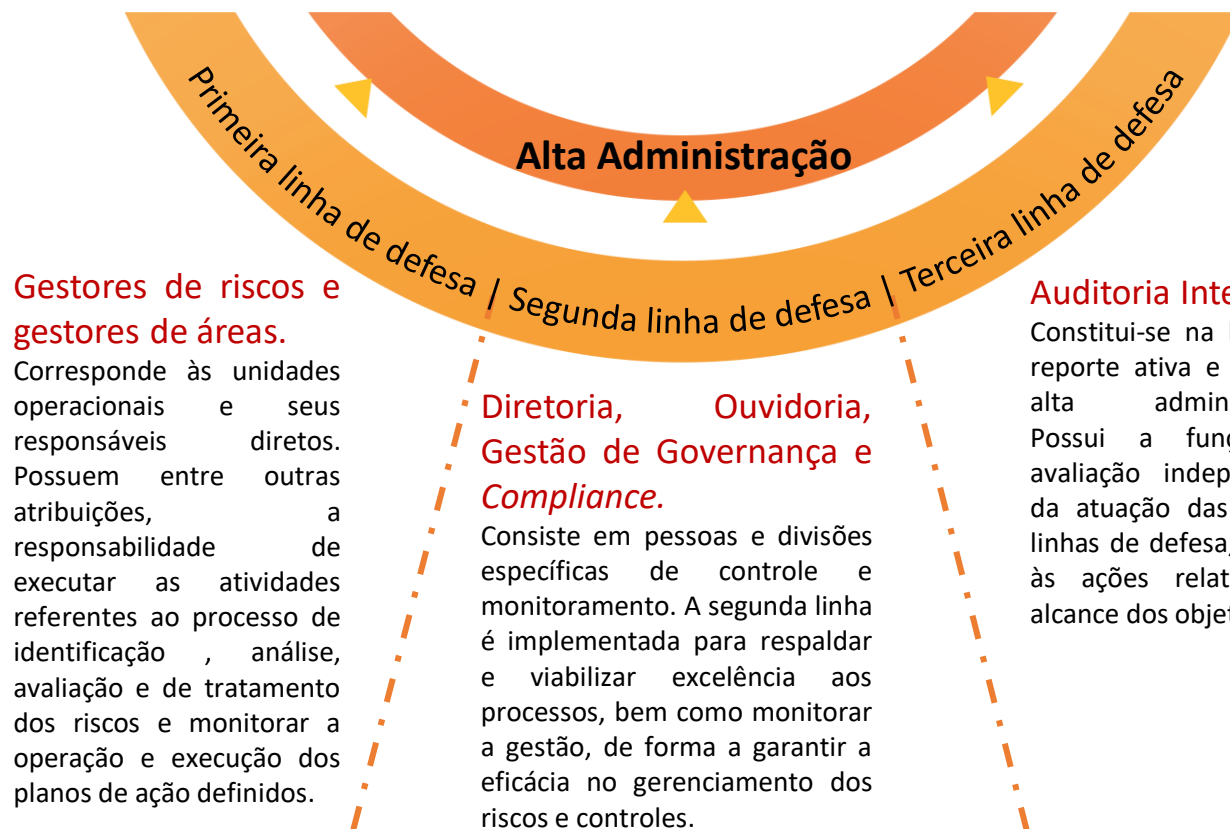 Alta Administração
Primeira linha de defesa | Segunda linha de defesa | Terceira linha de defesa
Gestores de riscos e
gestores de áreas.
Corresponde às unidades
operacionais e seus
responsáveis diretos.
Possuem entre outras
atribuições, a
responsabilidade de
executar as atividades
referentes ao processo de
identificação , análise,
avaliação e de tratamento
dos riscos e monitorar a
operação e execução dos
planos de ação definidos.
Diretoria, Ouvidoria,
Gestão de Governança e
Compliance.
Consiste em pessoas e divisões
específicas de controle e
monitoramento. A segunda linha
é implementada para respaldar
e viabilizar excelência aos
processos, bem como monitorar
a gestão, de forma a garantir a
eficácia no gerenciamento dos
riscos e controles.
Auditoria
Constitui-se na
reporte ativa e
alta
Possui a
avaliação
da atuação das
linhas de defesa,
às ações
alcance dos